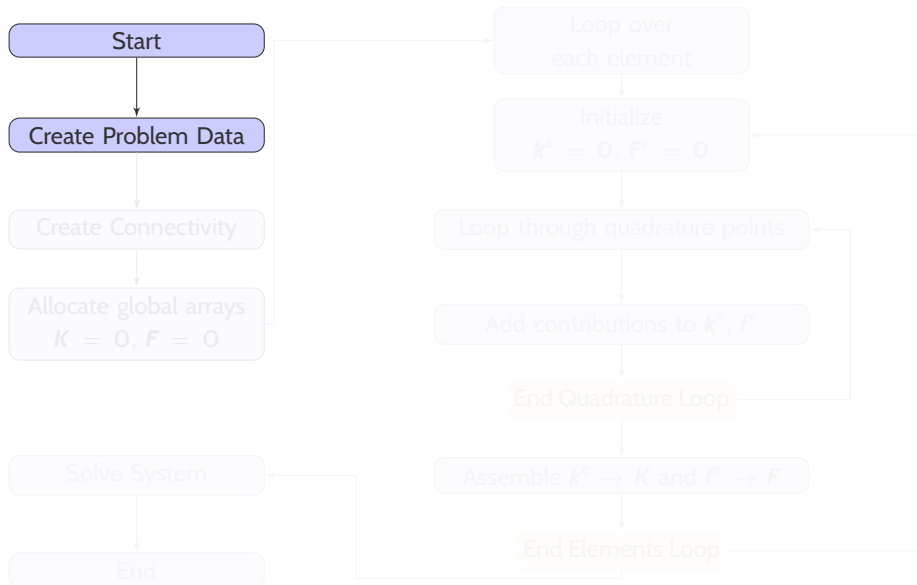 Start
Create Problem Data
Create Connectivity
Allocate global arrays
K = 0, F = 0
Solve System
End
Loop over
each element
Initialize
kᵉ = 0, Fᵉ = 0
Loop through quadrature points
Add contributions to kᵉ, fᵉ
End Quadrature Loop
Assemble kᵉ → K and fᵉ → F
End Elements Loop